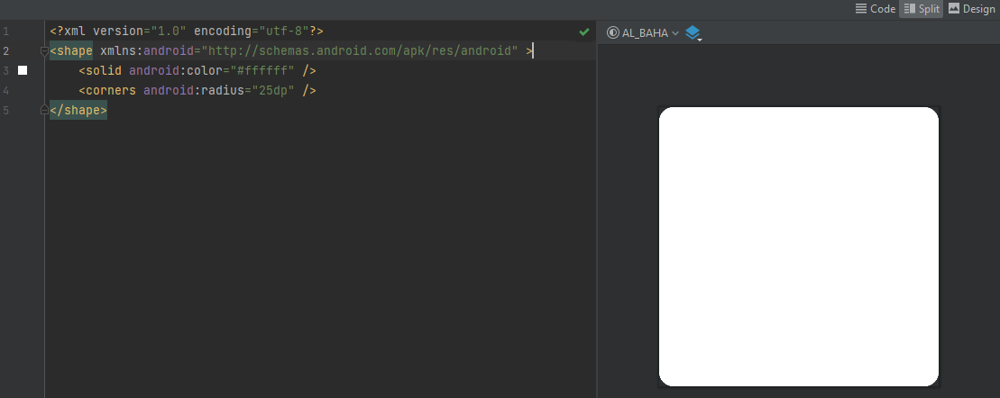 Code Split Design
1 <?xml version="1.0" encoding="utf-8"?>
2 <shape xmlns:android="http://schemas.android.com/apk/res/android" >
3 <solid android:color="#ffffff" />
4 <corners android:radius="25dp" />
5 </shape>
AL_BAHA